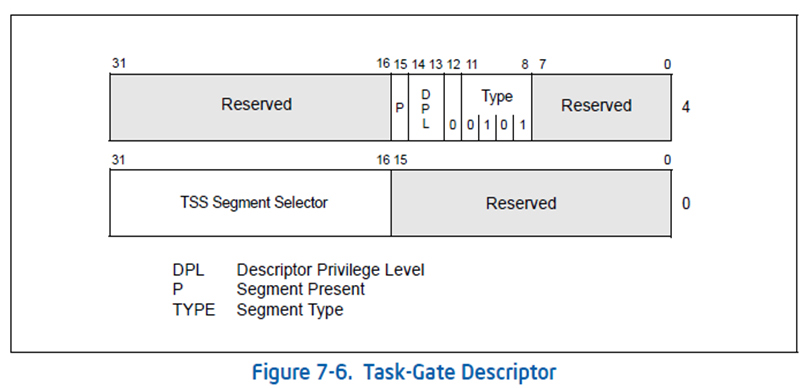 31 16 15 14 13 12 11 8 7 0
Reserved P D P L 0 Type 0 1 0 1 Reserved 4
31 16 15 0
TSS Segment Selector Reserved 0
DPL Descriptor Privilege Level
P Segment Present
TYPE Segment Type
Figure 7-6. Task-Gate Descriptor